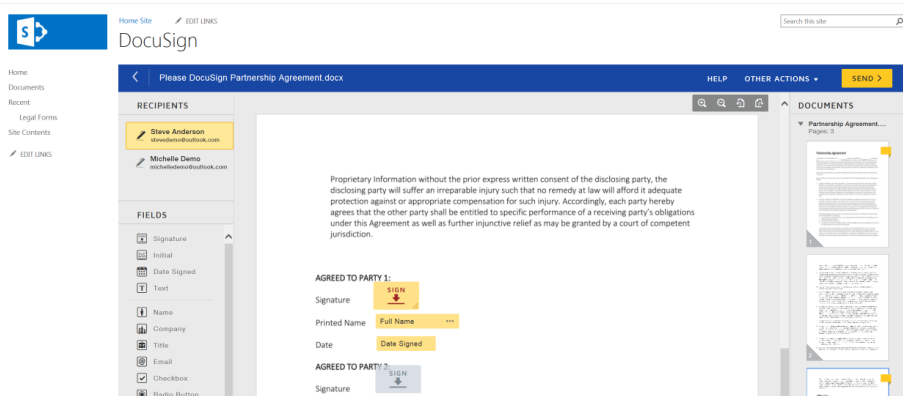 Home Site
EDIT LINKS
Search this site
DocuSign
Home
Documents
Recent
Legal Forms
Site Contents
EDIT LINKS
Please DocuSign Partnership Agreement.docx
HELP
OTHER ACTIONS
SEND >
RECIPIENTS
Steve Anderson
stevedemo@outlook.com
Michelle Demo
michelledemo@outlook.com
FIELDS
Signature
Initial
Date Signed
Text
Name
Company
Title
Email
Checkbox
Radio Button
Proprietary Information without the prior express written consent of the disclosing party, the
disclosing party will suffer an irreparable injury such that no remedy at law will afford it adequate
protection against or appropriate compensation for such injury. Accordingly, each party hereby
agrees that the other party shall be entitled to specific performance of a receiving party's obligations
under this Agreement as well as further injunctive relief as may be granted by a court of competent
jurisdiction.
AGREED TO PARTY 1:
Signature
SIGN
Printed Name
Full Name
Date
Date Signed
AGREED TO PARTY 2:
Signature
SIGN
DOCUMENTS
Partnership Agreement....
Pages: 3
Partnership Agreement
1
2